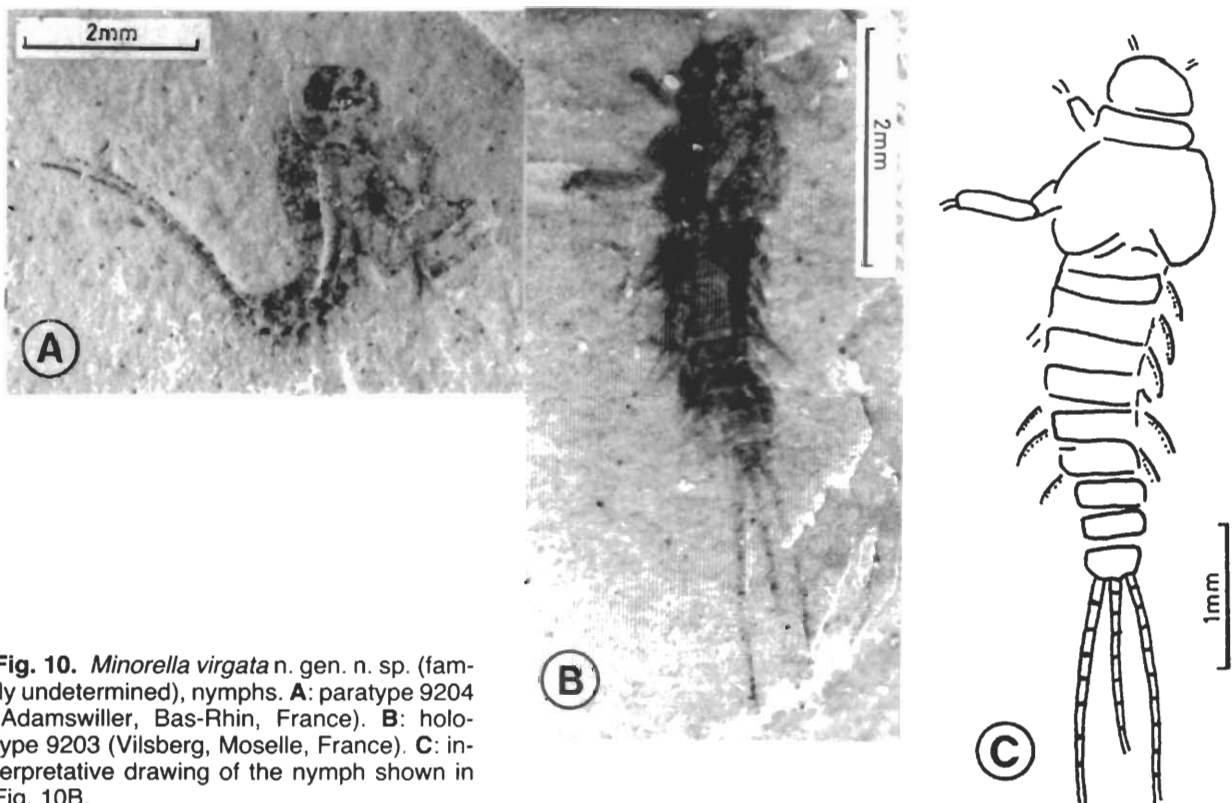 2mm
A
2mm
B
1mm
C
Fig. 10. Minorella virgata n. gen. n. sp. (fam-
ly undetermined), nymphs. A: paratype 9204
Adamswiller, Bas-Rhin, France). B: holo-
ype 9203 (Vilsberg, Moselle, France). C: in-
erpretative drawing of the nymph shown in
Fig. 10B.